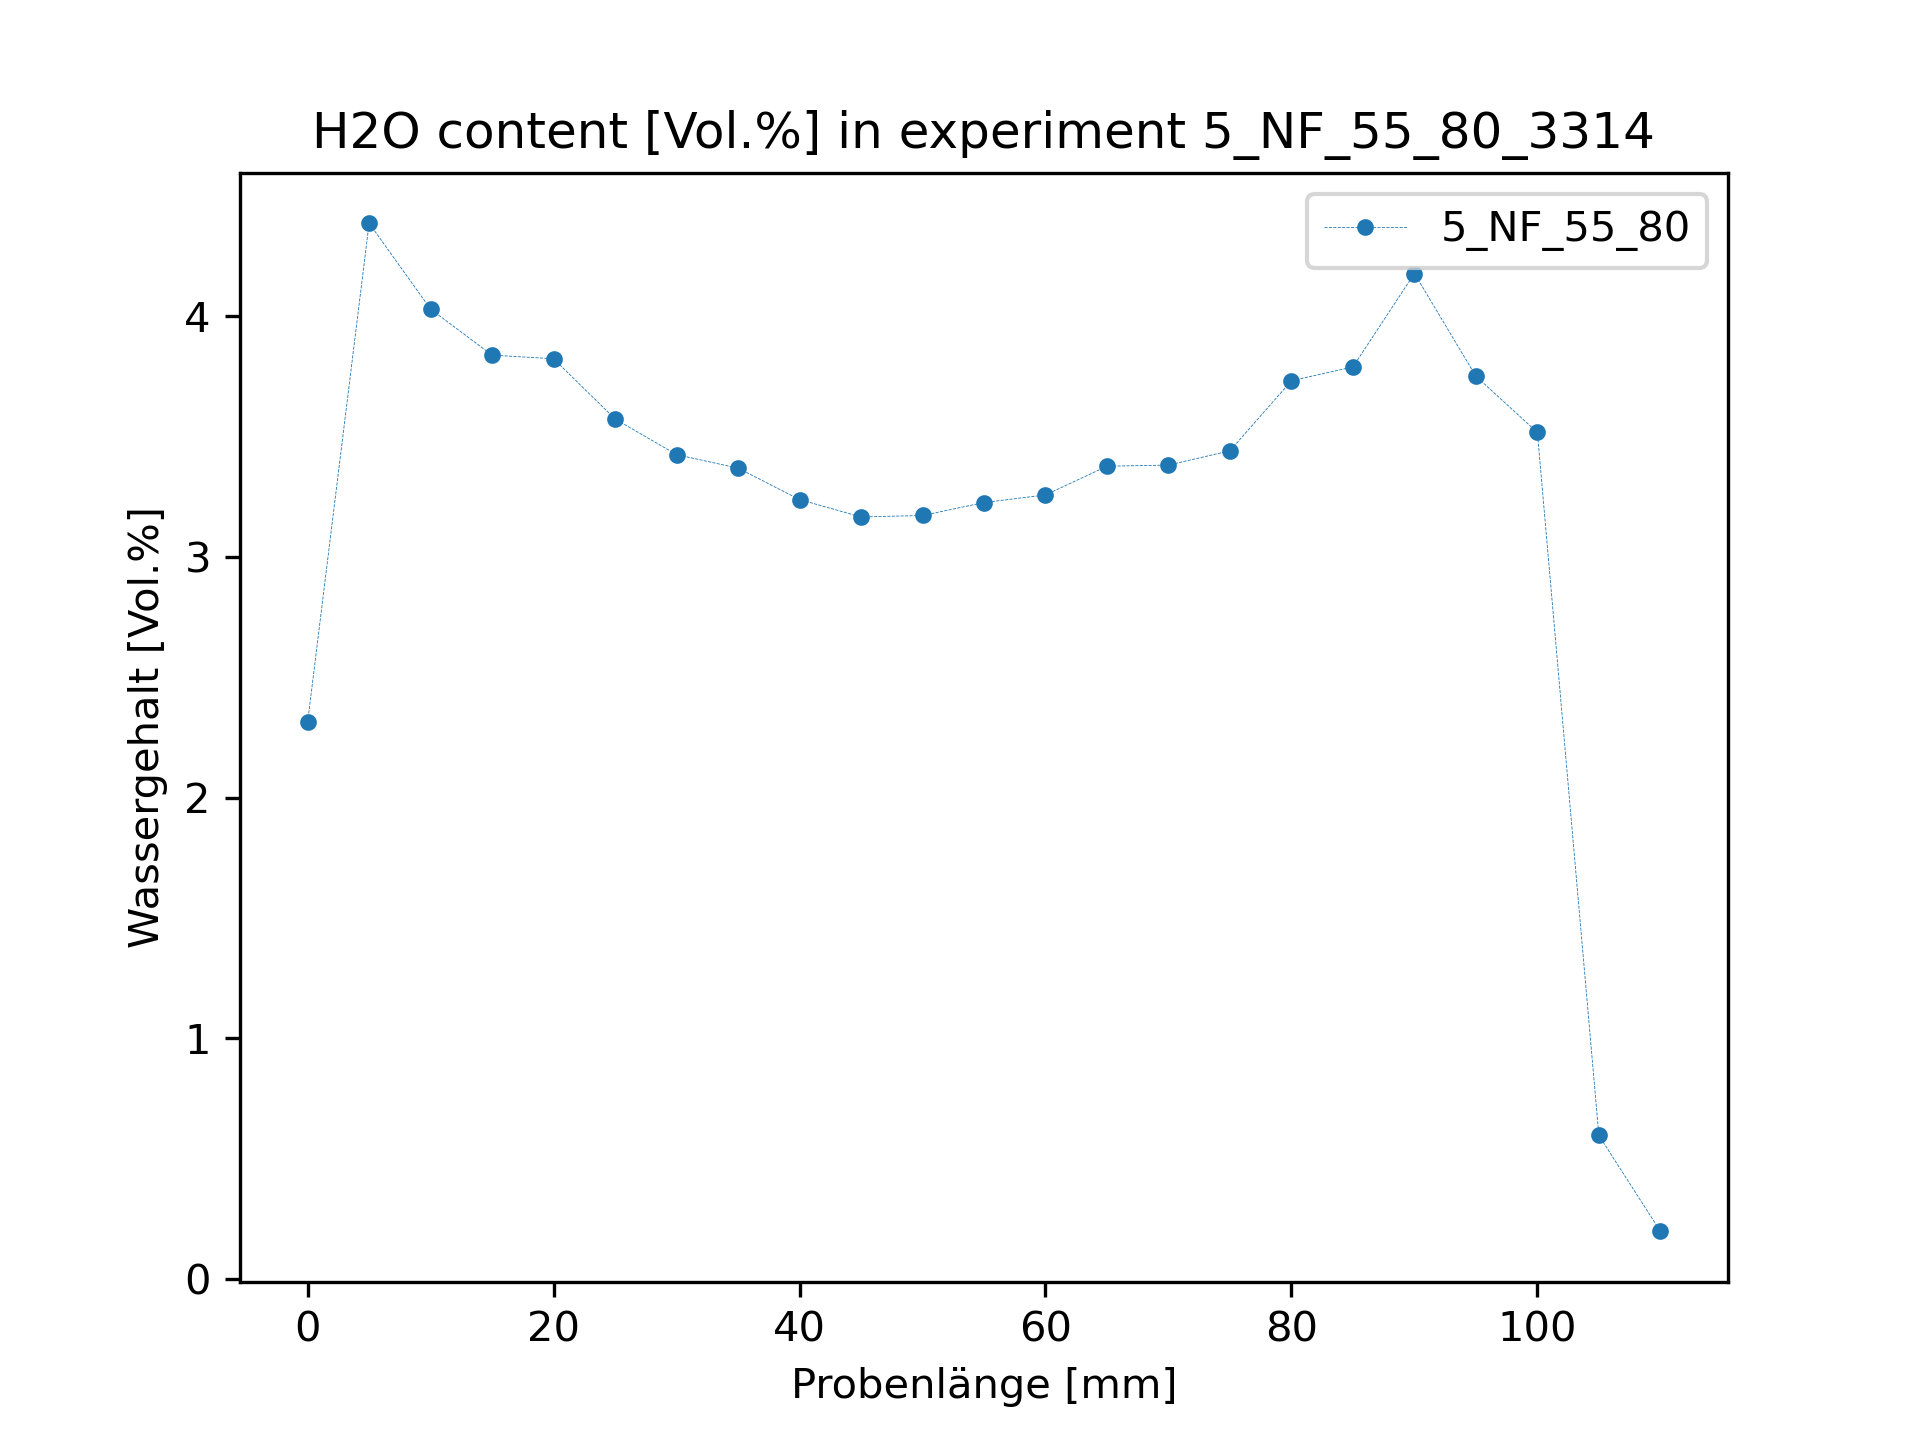 H2O content [Vol.%] in experiment 5_NF_55_80_3314
5_NF_55_80
Wassergehalt [Vol.%]
4
3
2
1
0
0 20 40 60 80 100
Probenlänge [mm]